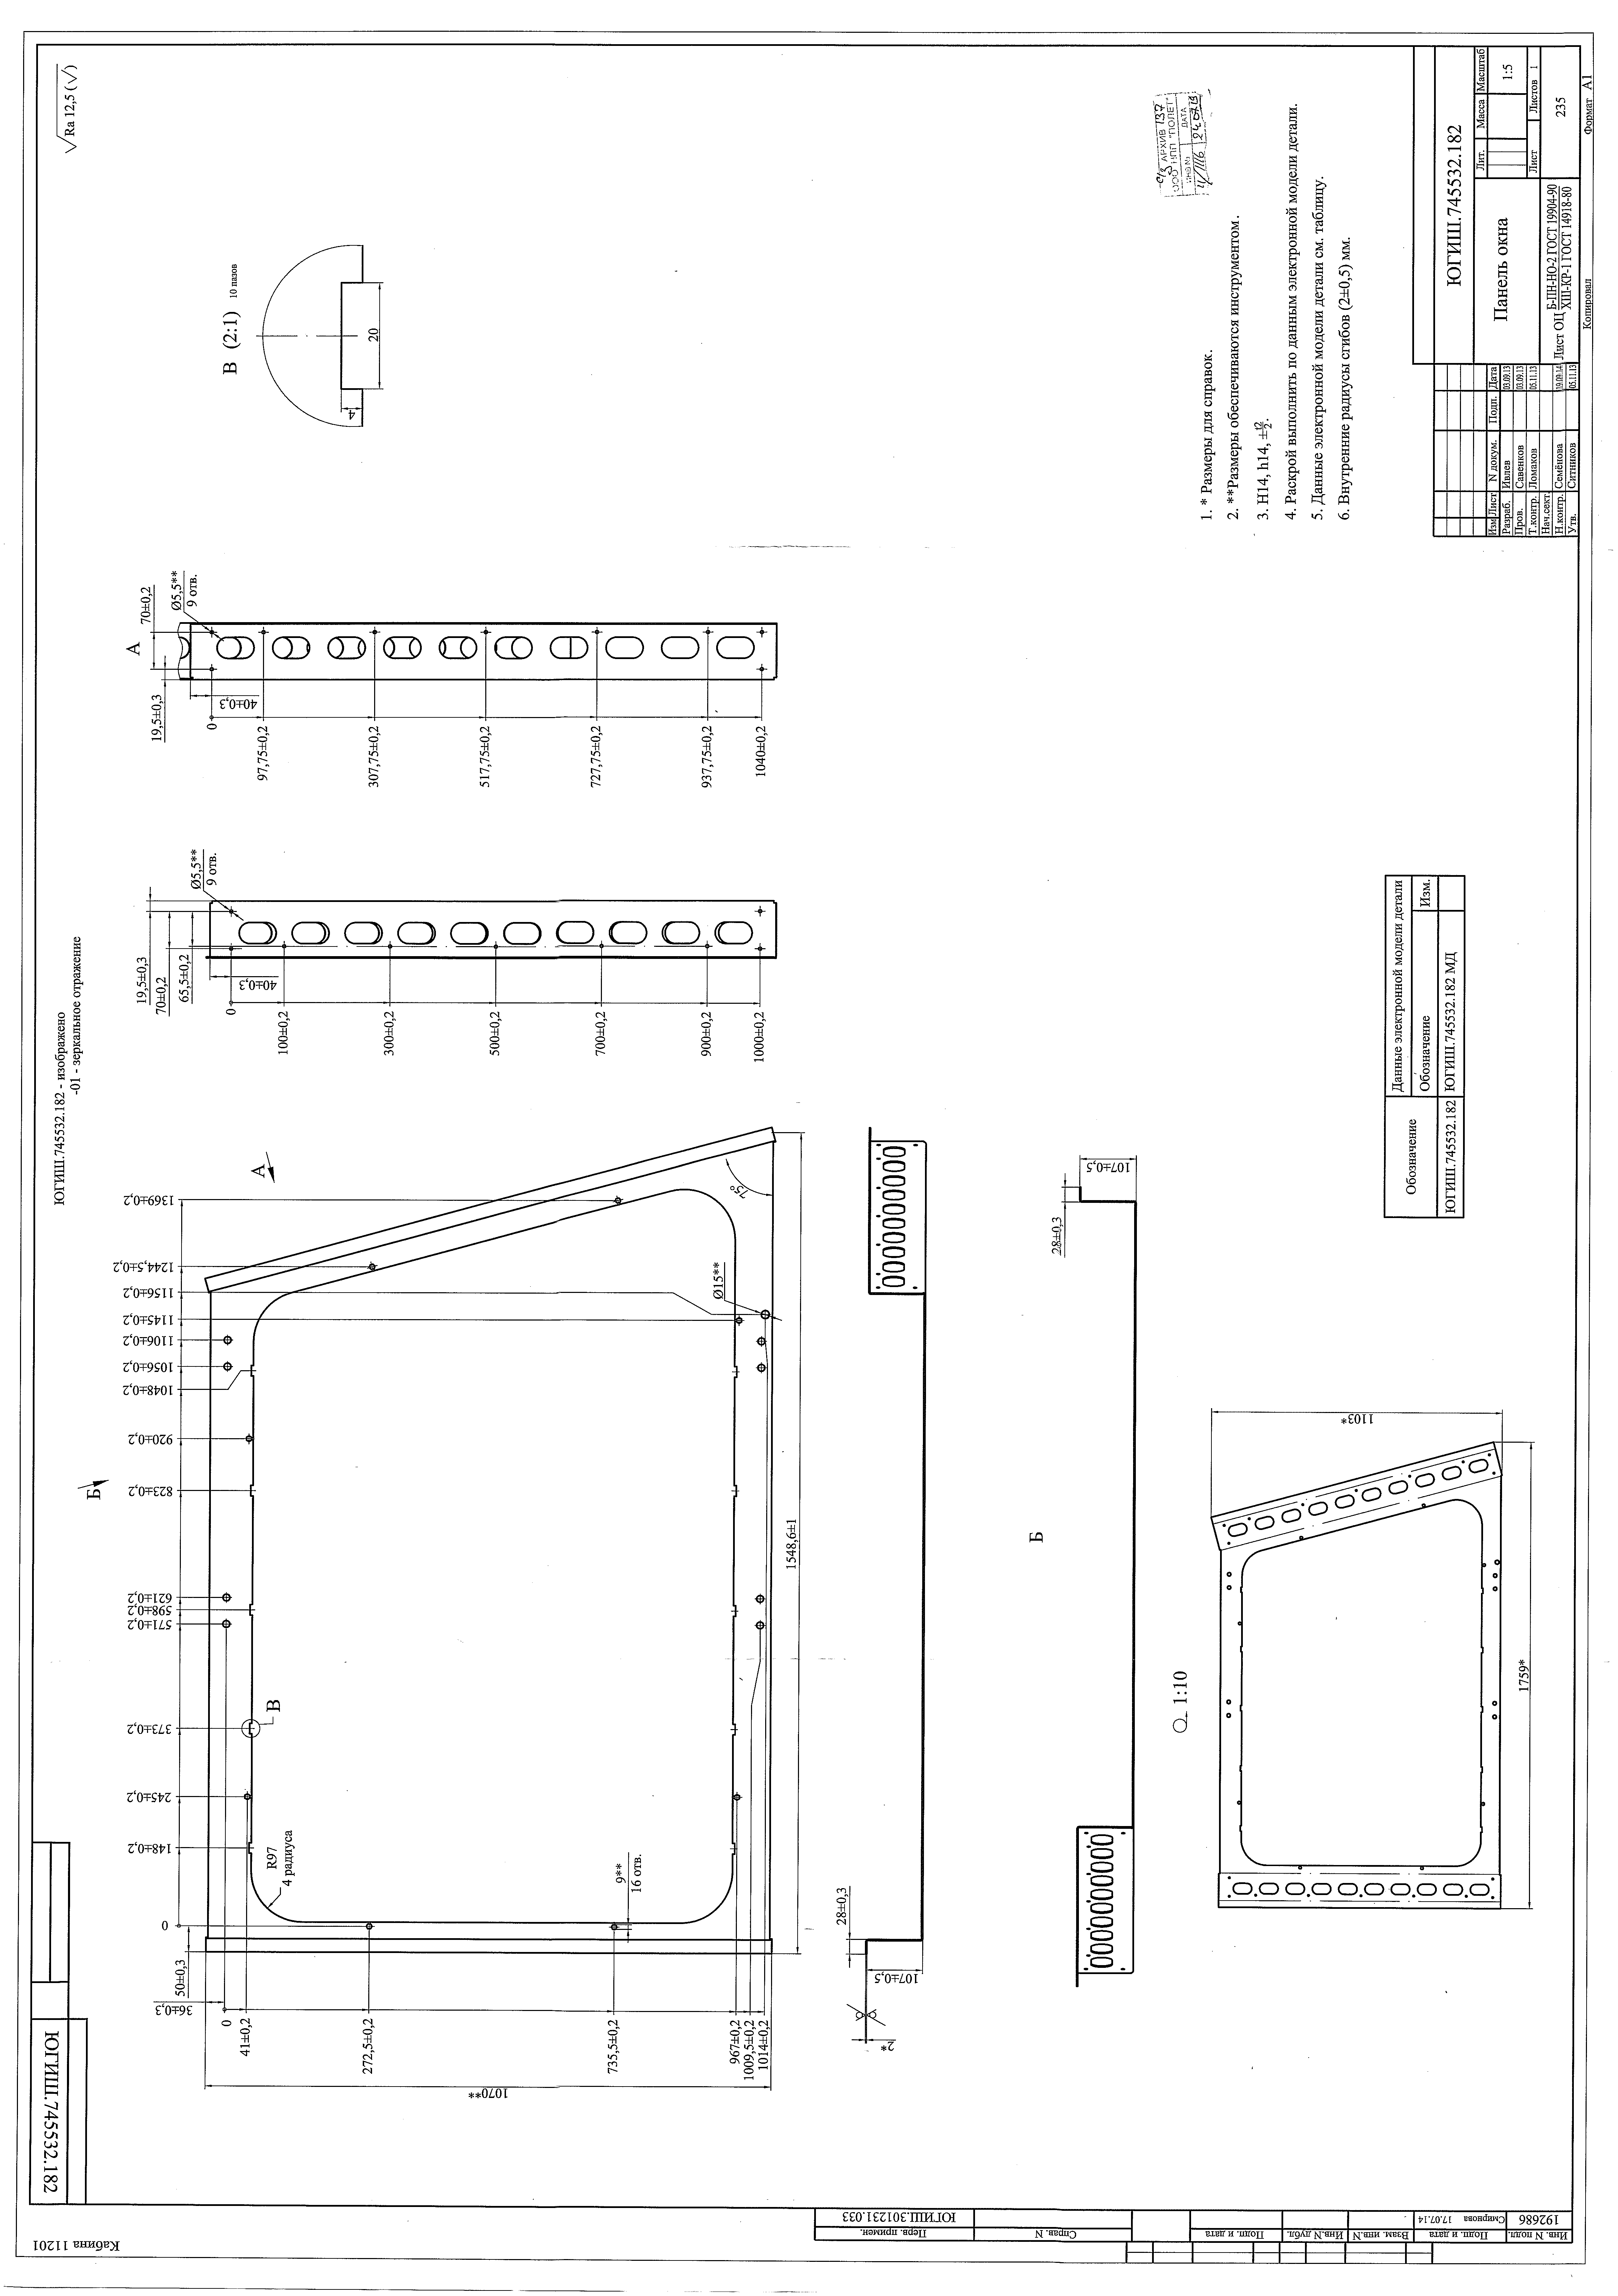 Кабина 11201
ЮГИШ.745532.182
√Ra 12,5 (√)
ЮГИШ.745532.182 - изображено
-01 - зеркальное отражение
Б
А
0
148±0,2
245±0,2
373±0,2
571±0,2
598±0,2
621±0,2
823±0,2
920±0,2
1048±0,2
1056±0,2
1106±0,2
1145±0,2
1156±0,2
1244,5±0,2
1369±0,2
50±0,3
36±0,3
0
41±0,2
272,5±0,2
735,5±0,2
967±0,2
1009,5±0,2
1014±0,2
1070**
R97
4 радиуса
В
9**
16 отв.
Ø15**
75°
1548,6±1
19,5±0,3
70±0,2
65,5±0,2
Ø5,5**
9 отв.
40±0,3
0
100±0,2
300±0,2
500±0,2
700±0,2
900±0,2
1000±0,2
А
19,5±0,3
70±0,2
Ø5,5**
9 отв.
40±0,3
0
97,75±0,2
307,75±0,2
517,75±0,2
727,75±0,2
937,75±0,2
1040±0,2
В (2:1) 10 пазов
4
20
28±0,3
107±0,5
2*
Б
28±0,3
107±0,5
1:10
1103*
1759*
1. * Размеры для справок.
2. **Размеры обеспечиваются инструментом.
3. H14, h14, ±t2/2.
4. Раскрой выполнить по данным электронной модели детали.
5. Данные электронной модели детали см. таблицу.
6. Внутренние радиусы сгибов (2±0,5) мм.
АРХИВ 137
ООО НПП "ПОЛЕТ"
ИНВ № ДАТА
Обозначение Данные электронной модели детали
Обозначение Изм.
ЮГИШ.745532.182 ЮГИШ.745532.182 МД
ЮГИШ.745532.182
Изм Лист N докум. Подп. Дата
Разраб. Ивлев 03.09.13
Пров. Савенков 03.09.13
Т.контр. Ломаков 05.11.13
Нач.сект.
Н.контр. Семёнова 10.09.14
Утв. Ситников 05.11.13
Панель окна
Лит. Масса Масштаб
1:5
Лист Листов 1
Лист ОЦ Б-ПН-НО-2 ГОСТ 19904-90
ХШ-КР-1 ГОСТ 14918-80
235
Копировал Формат А1
Перв. примен. ЮГИШ.301231.033
Справ. N
Подп. и дата
Инв.N дубл.
Взам. инв.N
Подп. и дата Смирнова 17.07.14
Инв. N подл. 192686